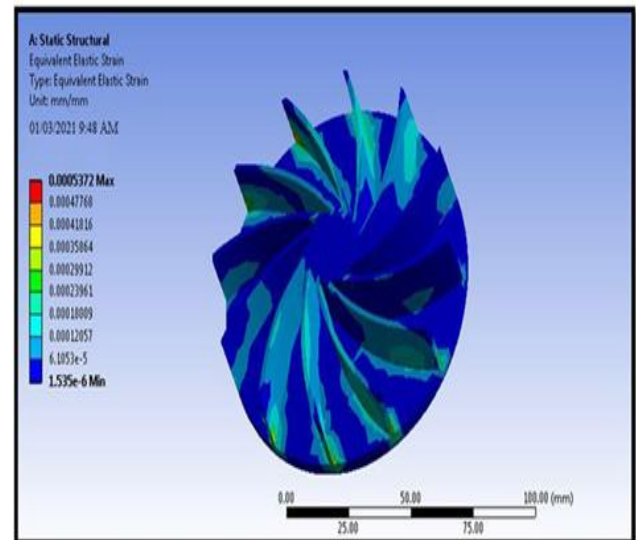 A: Static Structural
Equivalent Elastic Strain
Type: Equivalent Elastic Strain
Unit: mm/mm
01/03/2021 9:48 AM
0.0005372 Max
0.00047768
0.00041816
0.00035864
0.00029912
0.00023961
0.00018009
0.00012057
6.1053e-5
1.535e-6 Min
0.00 50.00 100.00 (mm)
25.00 75.00